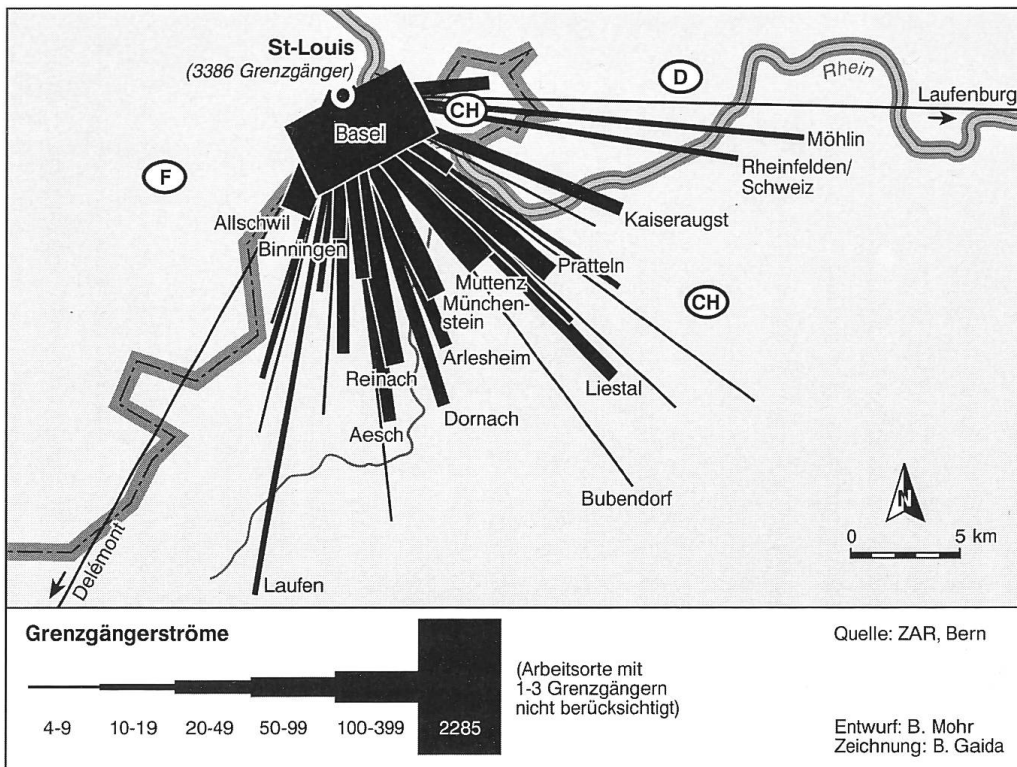 St-Louis
(3386 Grenzgänger)
D
Rhein
Laufenburg
CH
Basel
Möhlin
Rheinfelden/
Schweiz
F
Kaiseraugst
Allschwil
Binningen
Pratteln
Muttenz
München-
stein
CH
Arlesheim
Reinach
Liestal
Dornach
Aesch
Bubendorf
N
0 5 km
Delémont
Laufen
Grenzgängerströme
4-9 10-19 20-49 50-99 100-399 2285
(Arbeitsorte mit
1-3 Grenzgängern
nicht berücksichtigt)
Quelle: ZAR, Bern
Entwurf: B. Mohr
Zeichnung: B. Gaida